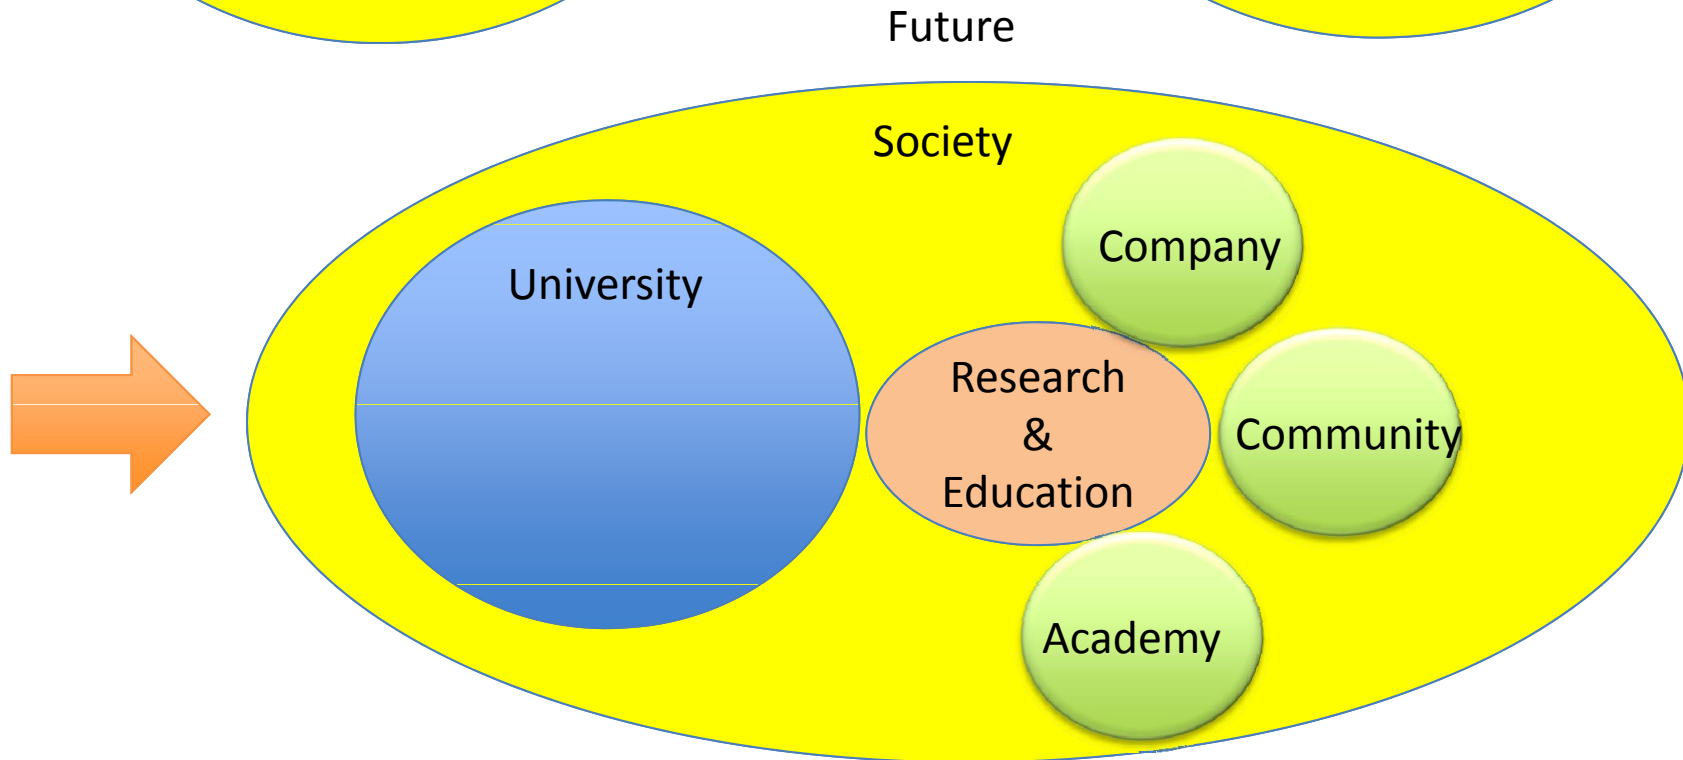 Future
Society
Company
University
Research
&
Education
Community
Academy